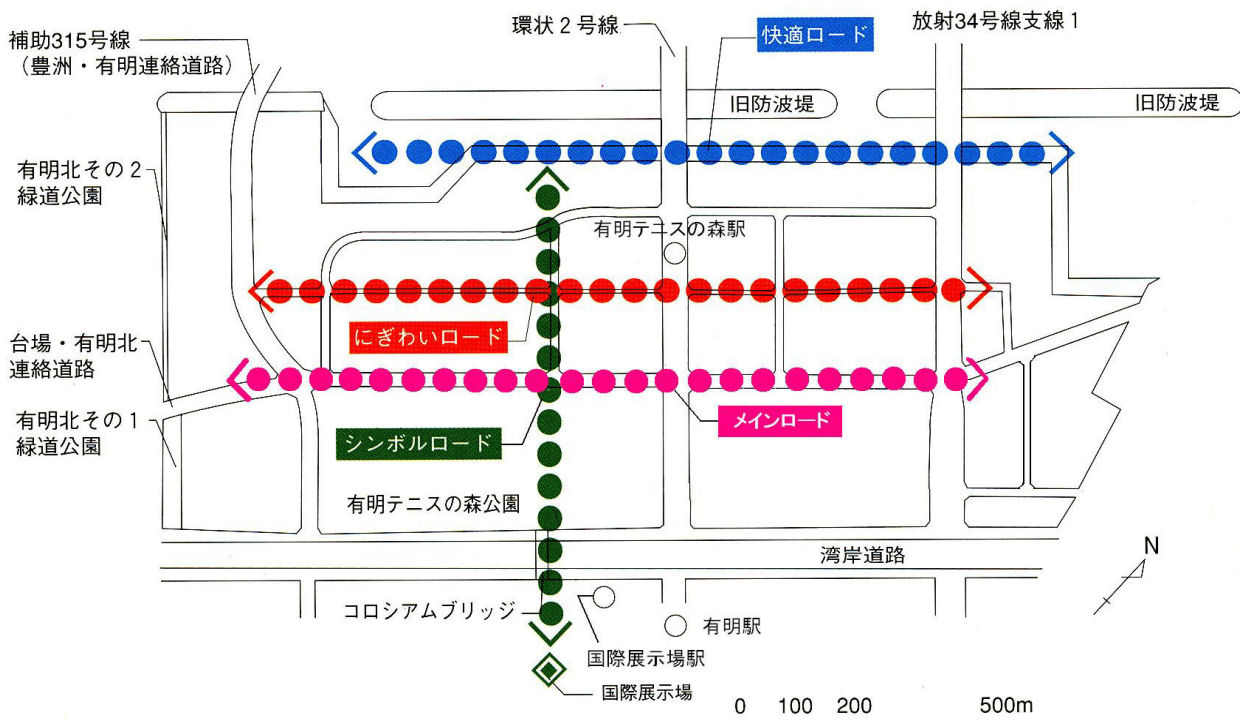 補助315号線
（豊洲・有明連絡道路）
環状２号線
快適ロード
放射34号線支線１
旧防波堤
旧防波堤
有明北その２
緑道公園
有明テニスの森駅
にぎわいロード
台場・有明北
連絡道路
有明北その１
緑道公園
メインロード
シンボルロード
有明テニスの森公園
湾岸道路
N
コロシアムブリッジ
有明駅
国際展示場駅
国際展示場
0 100 200 500m